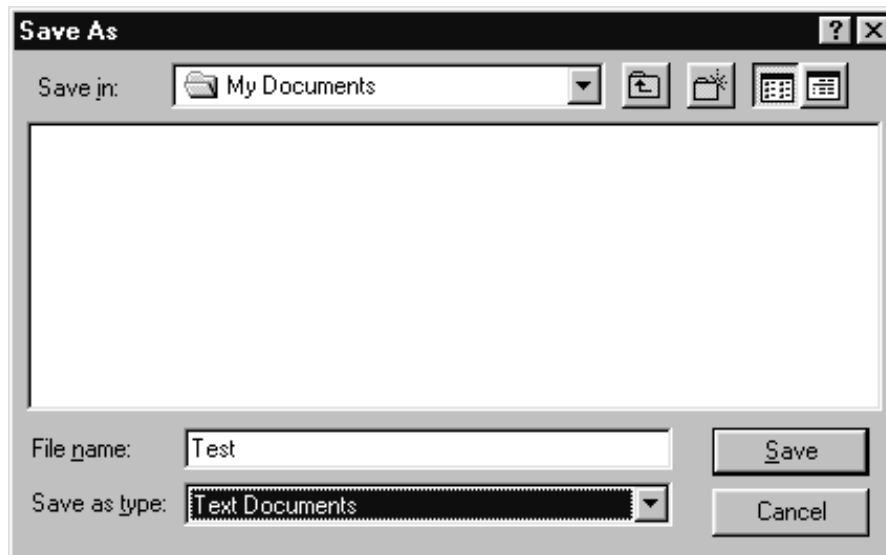 Save As
Save in: My Documents
File name: Test
Save
Save as type: Text Documents
Cancel